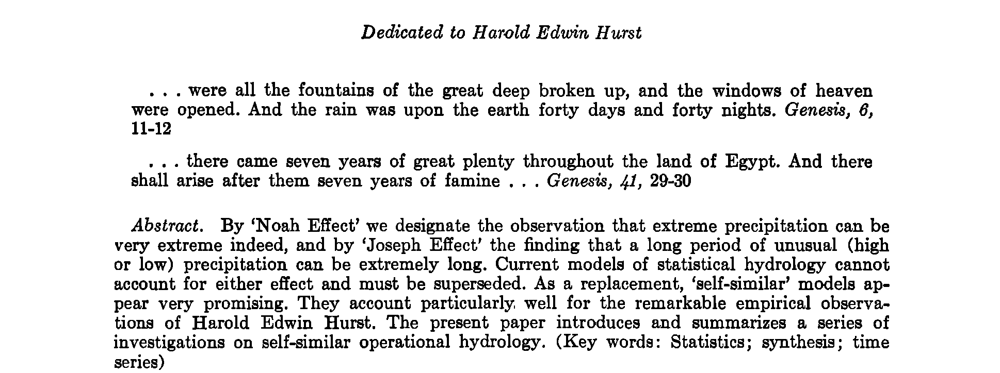 Dedicated to Harold Edwin Hurst
. . . were all the fountains of the great deep broken up, and the windows of heaven
were opened. And the rain was upon the earth forty days and forty nights. Genesis, 6,
11-12
. . . there came seven years of great plenty throughout the land of Egypt. And there
shall arise after them seven years of famine . . . Genesis, 41, 29-30
Abstract. By ‘Noah Effect’ we designate the observation that extreme precipitation can be
very extreme indeed, and by ‘Joseph Effect’ the finding that a long period of unusual (high
or low) precipitation can be extremely long. Current models of statistical hydrology cannot
account for either effect and must be superseded. As a replacement, ‘self-similar’ models ap-
pear very promising. They account particularly well for the remarkable empirical observa-
tions of Harold Edwin Hurst. The present paper introduces and summarizes a series of
investigations on self-similar operational hydrology. (Key words: Statistics; synthesis; time
series)